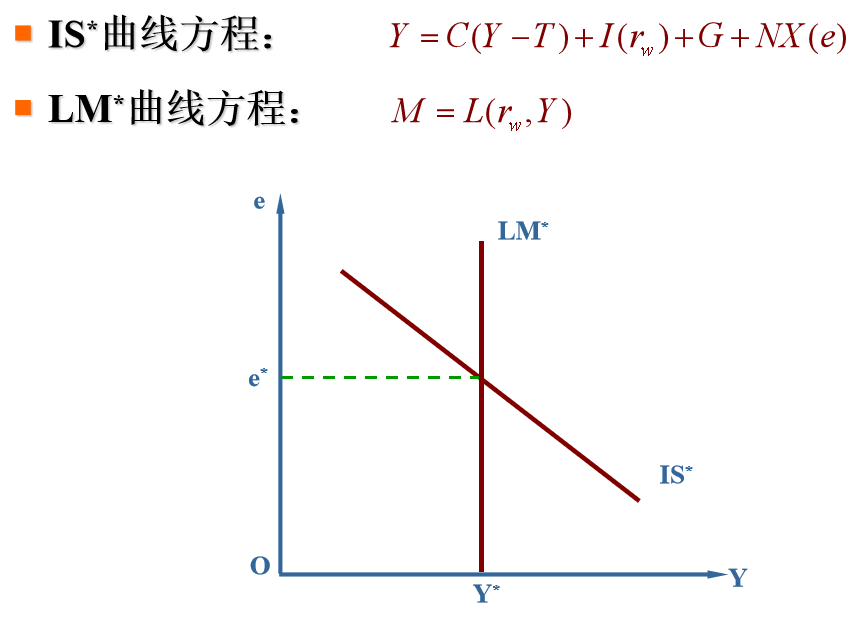 IS*曲线方程： Y = C(Y − T) + I(r_w) + G + NX(e)
LM*曲线方程： M = L(r_w, Y)
e
LM*
e*
IS*
O
Y
Y*